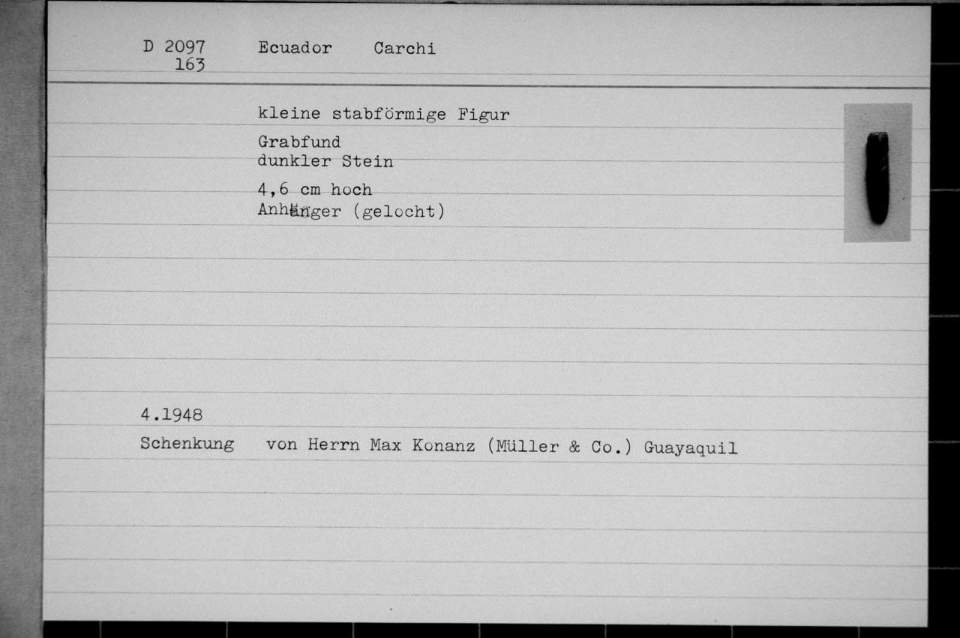 D 2097 Ecuador Carchi
163
kleine stabförmige Figur
Grabfund
dunkler Stein
4,6 cm hoch
Anhänger (gelocht)
4.1948
Schenkung von Herrn Max Konanz (Müller & Co.) Guayaquil